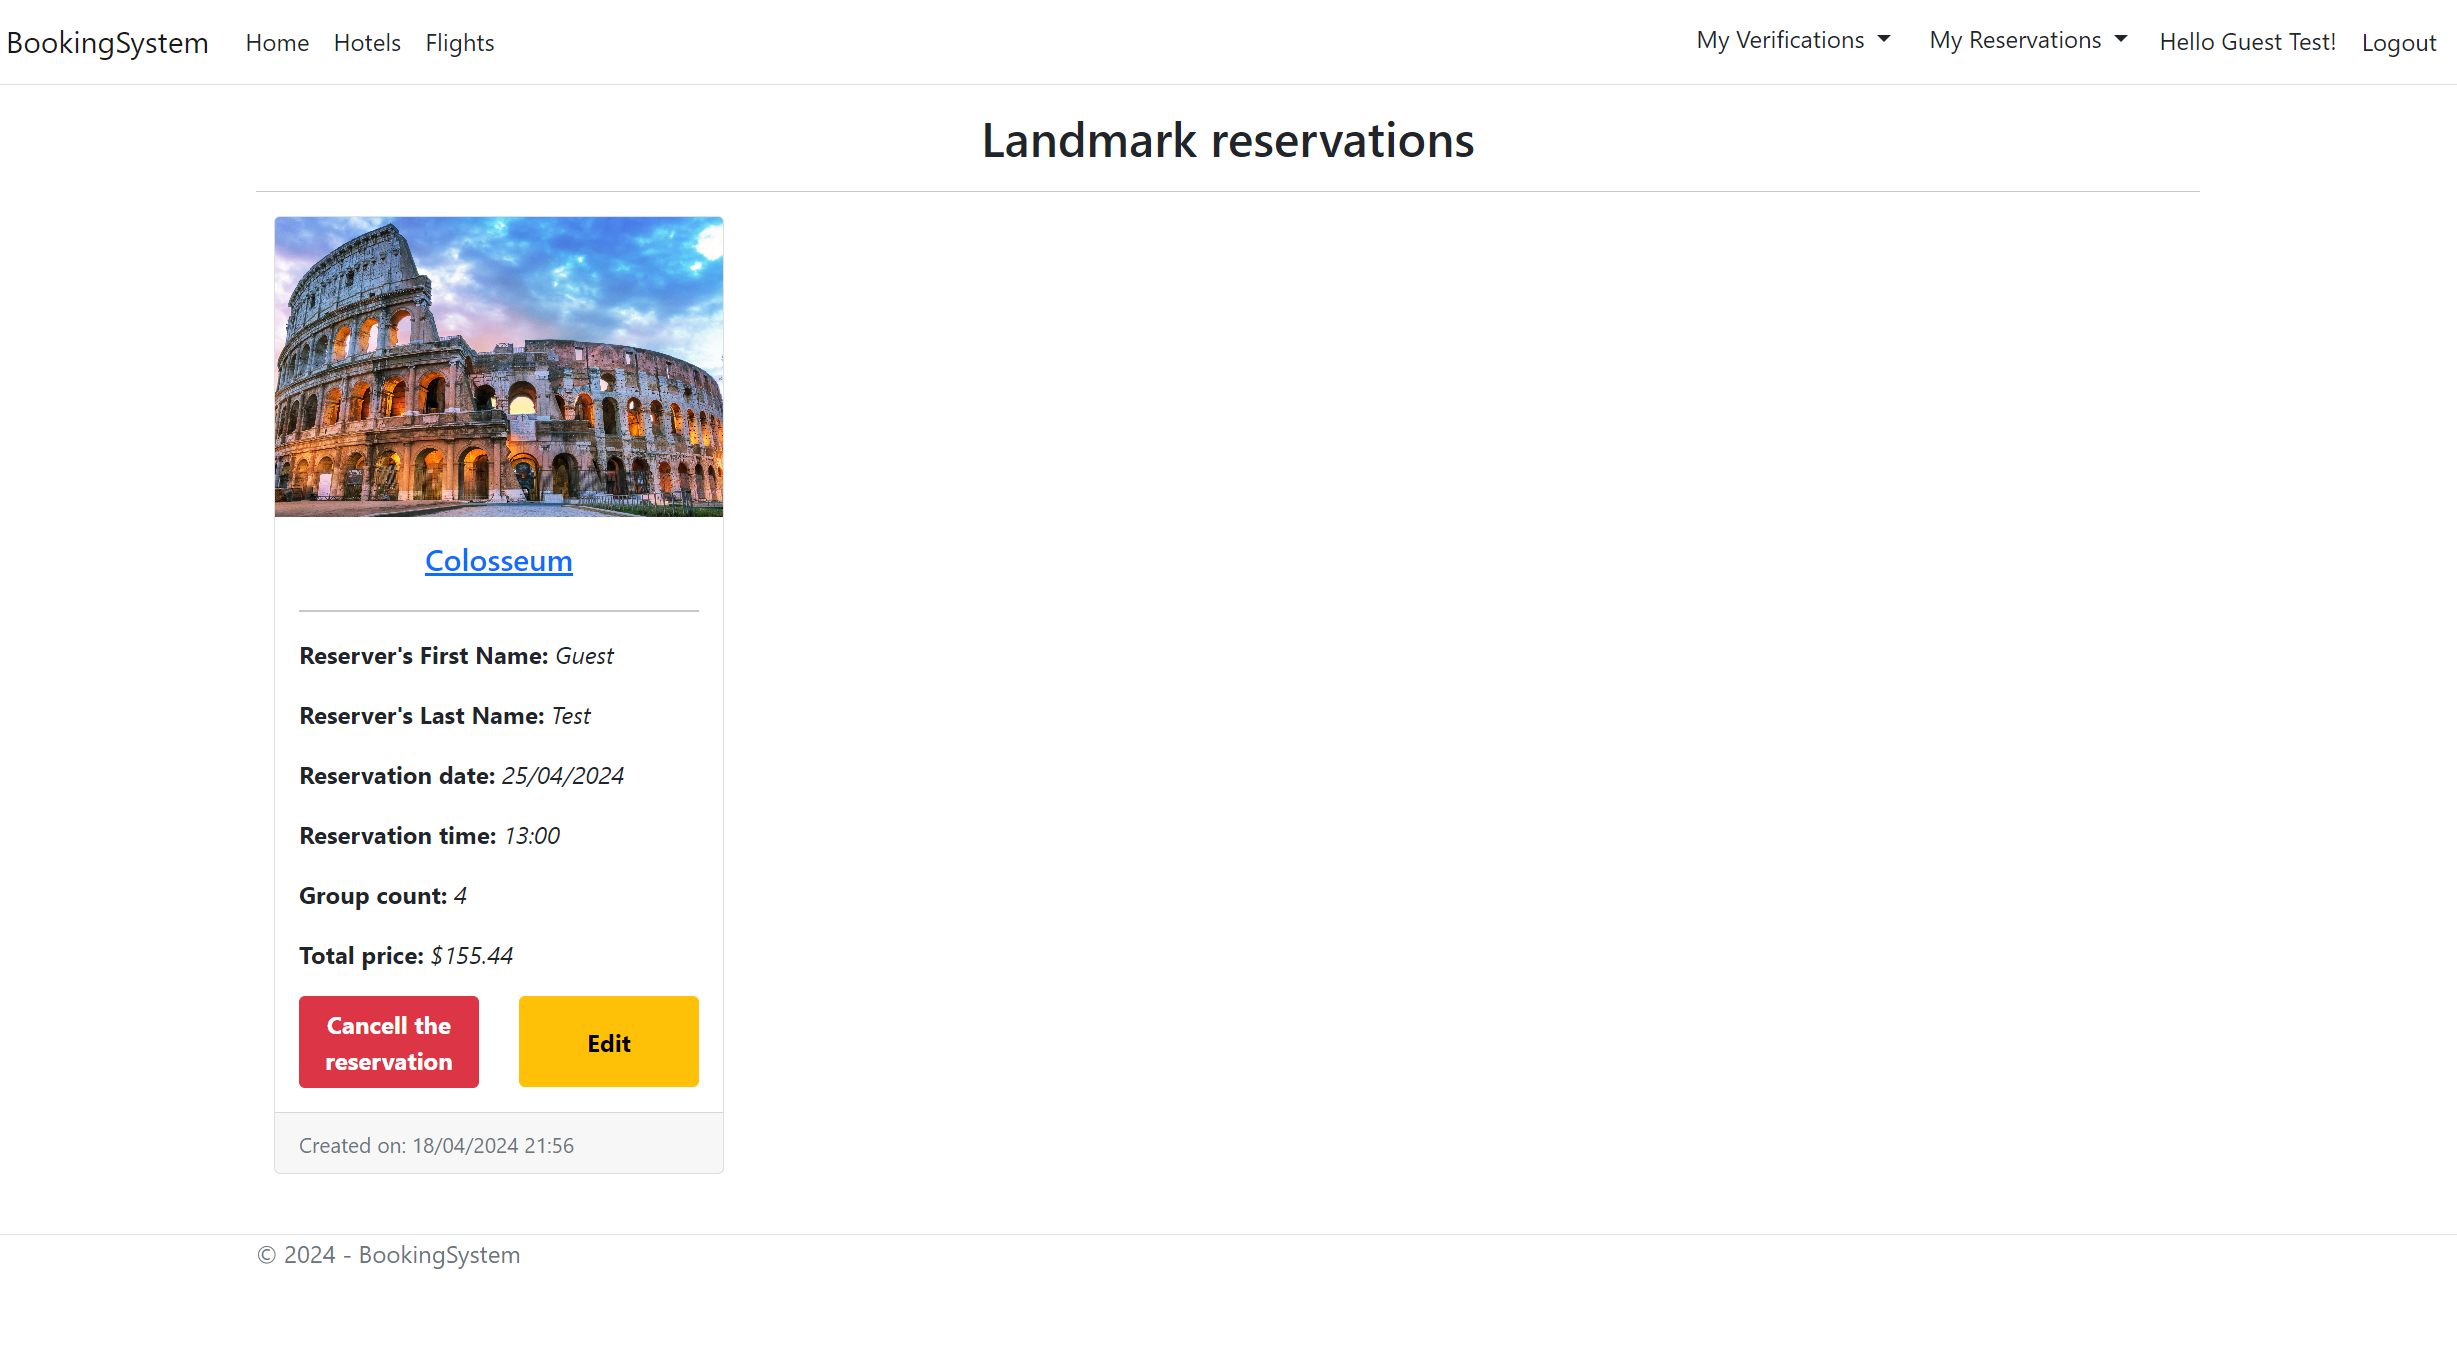 BookingSystem Home Hotels Flights My Verifications My Reservations Hello Guest Test! Logout
Landmark reservations
Colosseum
Reserver's First Name: Guest
Reserver's Last Name: Test
Reservation date: 25/04/2024
Reservation time: 13:00
Group count: 4
Total price: $155.44
Cancell the
reservation
Edit
Created on: 18/04/2024 21:56
© 2024 - BookingSystem